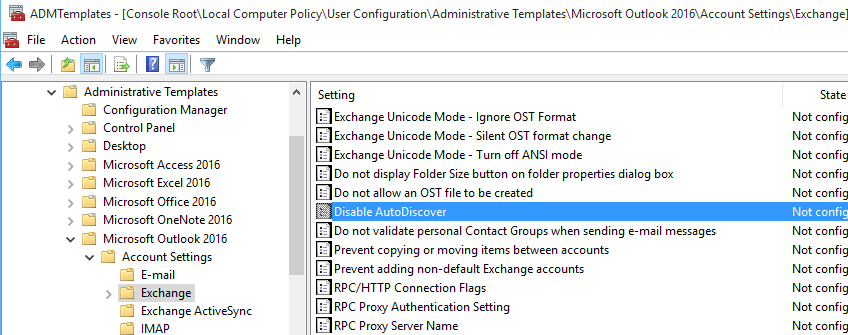 ADMTemplates - [Console Root\Local Computer Policy\User Configuration\Administrative Templates\Microsoft Outlook 2016\Account Settings\Exchange]
File Action View Favorites Window Help
Administrative Templates
Configuration Manager
Control Panel
Desktop
Microsoft Access 2016
Microsoft Excel 2016
Microsoft Office 2016
Microsoft OneNote 2016
Microsoft Outlook 2016
Account Settings
E-mail
Exchange
Exchange ActiveSync
IMAP
Setting State
Exchange Unicode Mode - Ignore OST Format Not config
Exchange Unicode Mode - Silent OST format change Not config
Exchange Unicode Mode - Turn off ANSI mode Not config
Do not display Folder Size button on folder properties dialog box Not config
Do not allow an OST file to be created Not config
Disable AutoDiscover Not config
Do not validate personal Contact Groups when sending e-mail messages Not config
Prevent copying or moving items between accounts Not config
Prevent adding non-default Exchange accounts Not config
RPC/HTTP Connection Flags Not config
RPC Proxy Authentication Setting Not config
RPC Proxy Server Name Not config